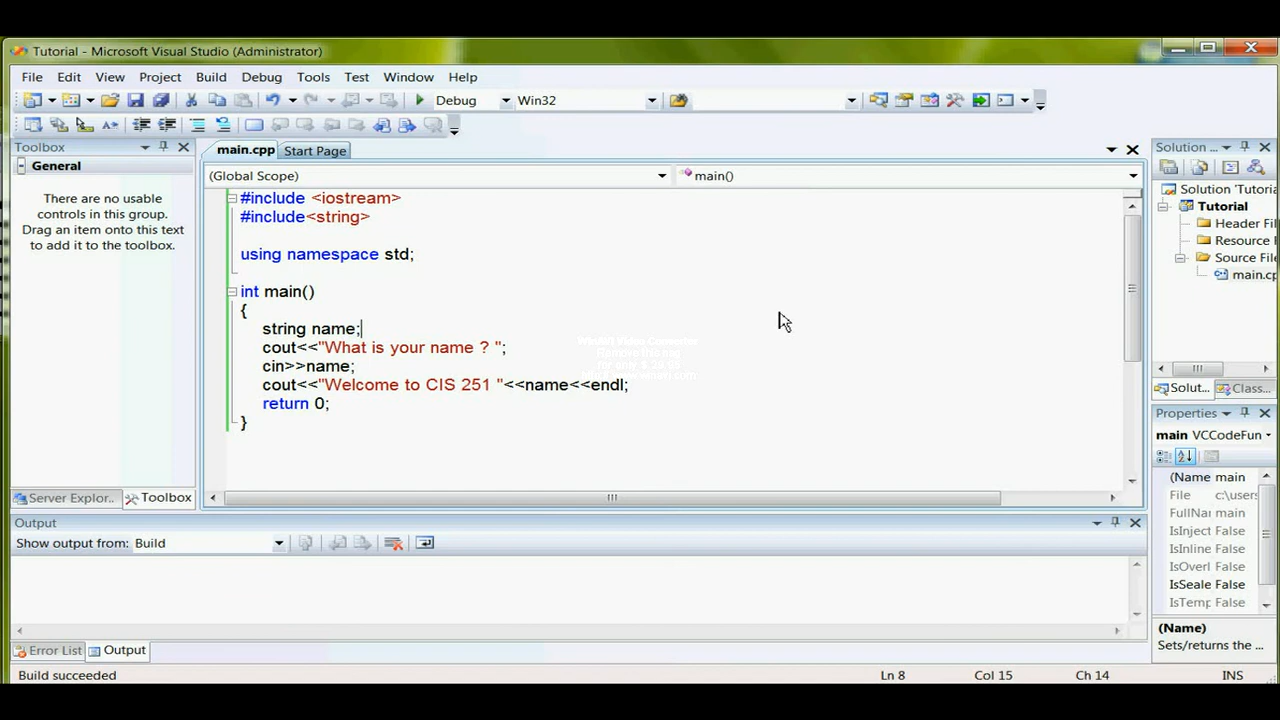 Tutorial - Microsoft Visual Studio (Administrator)
File Edit View Project Build Debug Tools Test Window Help
Debug Win32
Toolbox
General
There are no usable
controls in this group.
Drag an item onto this text
to add it to the toolbox.
Server Explor.. Toolbox
main.cpp Start Page
(Global Scope) main()
#include <iostream>
#include<string>
using namespace std;
int main()
{
string name;
cout<<"What is your name ? ";
cin>>name;
cout<<"Welcome to CIS 251 "<<name<<endl;
return 0;
}
WinAVI Video Converter
Remove this tag
Solution ...
Solution 'Tutoria
Tutorial
Header Fil
Resource
Source File
main.cp
Solut... Class...
Properties
main VCCodeFun
(Name main
File c:\users
FullNar main
IsInject False
IsInline False
IsOverl False
IsSeale False
IsTemp False
(Name)
Sets/returns the ...
Output
Show output from: Build
Error List Output
Build succeeded Ln 8 Col 15 Ch 14 INS